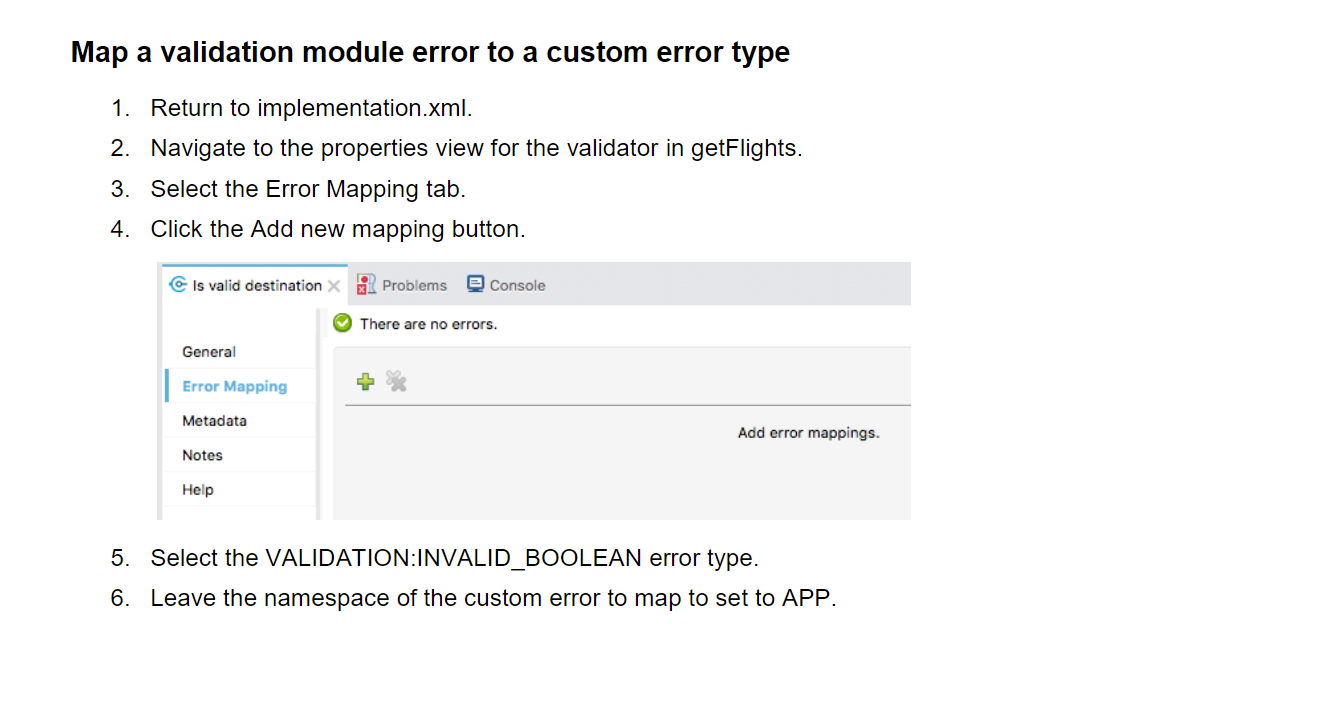 Map a validation module error to a custom error type
1. Return to implementation.xml.
2. Navigate to the properties view for the validator in getFlights.
3. Select the Error Mapping tab.
4. Click the Add new mapping button.
Is valid destination Problems Console
There are no errors.
General
Error Mapping
Metadata
Add error mappings.
Notes
Help
5. Select the VALIDATION:INVALID_BOOLEAN error type.
6. Leave the namespace of the custom error to map to set to APP.